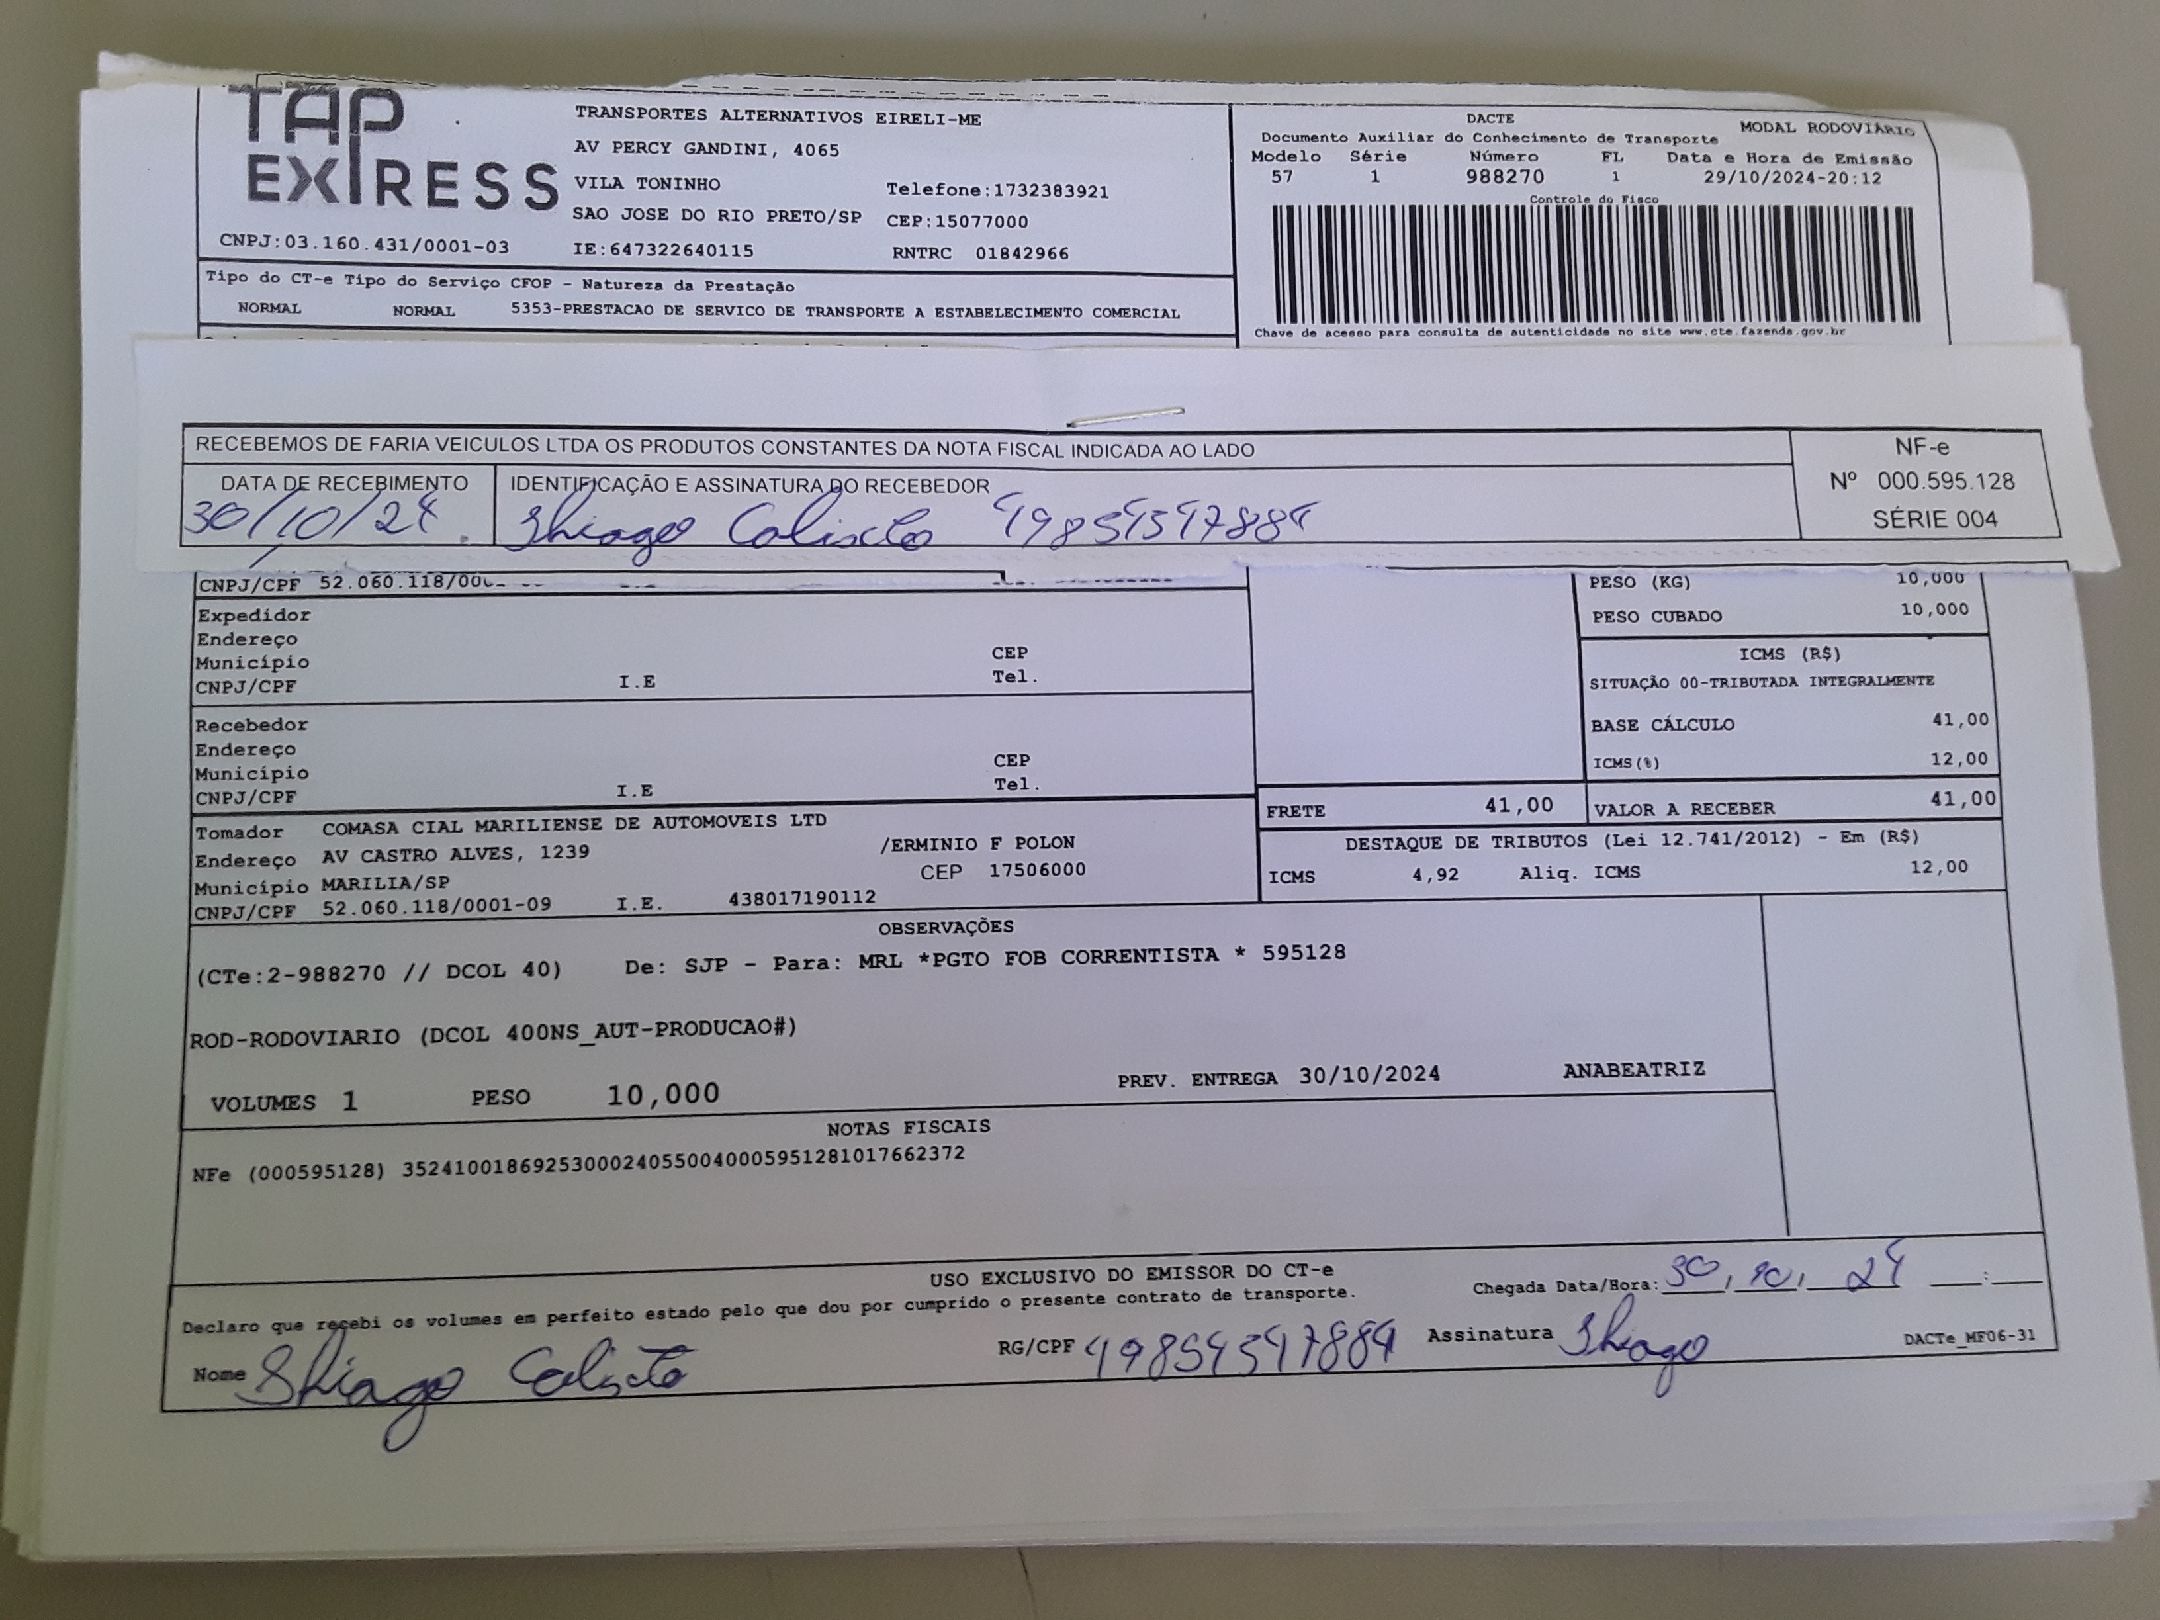 TAP EXPRESS
TRANSPORTES ALTERNATIVOS EIRELI-ME
AV PERCY GANDINI, 4065
VILA TONINHO Telefone:1732383921
SAO JOSE DO RIO PRETO/SP CEP:15077000
CNPJ:03.160.431/0001-03 IE:647322640115 RNTRC 01842966
DACTE MODAL RODOVIÁRIO
Documento Auxiliar do Conhecimento de Transporte
Modelo Série Número FL Data e Hora de Emissão
57 1 988270 1 29/10/2024-20:12
Controle do Fisco
Chave de acesso para consulta de autenticidade no site www.cte.fazenda.gov.br
Tipo do CT-e Tipo do Serviço CFOP - Natureza da Prestação
NORMAL NORMAL 5353-PRESTACAO DE SERVICO DE TRANSPORTE A ESTABELECIMENTO COMERCIAL
RECEBEMOS DE FARIA VEICULOS LTDA OS PRODUTOS CONSTANTES DA NOTA FISCAL INDICADA AO LADO
DATA DE RECEBIMENTO IDENTIFICAÇÃO E ASSINATURA DO RECEBEDOR
30/10/24. Thiago Calixto 49854547884
NF-e
Nº 000.595.128
SÉRIE 004
CNPJ/CPF 52.060.118/00
Expedidor
Endereço
Município CEP
CNPJ/CPF I.E Tel.
Recebedor
Endereço
Município CEP
CNPJ/CPF I.E Tel.
Tomador COMASA CIAL MARILIENSE DE AUTOMOVEIS LTD
Endereço AV CASTRO ALVES, 1239 /ERMINIO F POLON
Município MARILIA/SP CEP 17506000
CNPJ/CPF 52.060.118/0001-09 I.E. 438017190112
PESO (KG) 10,000
PESO CUBADO 10,000
ICMS (R$)
SITUAÇÃO 00-TRIBUTADA INTEGRALMENTE
BASE CÁLCULO 41,00
ICMS(%) 12,00
FRETE 41,00 VALOR A RECEBER 41,00
DESTAQUE DE TRIBUTOS (Lei 12.741/2012) - Em (R$)
ICMS 4,92 Aliq. ICMS 12,00
OBSERVAÇÕES
(CTe:2-988270 // DCOL 40) De: SJP - Para: MRL *PGTO FOB CORRENTISTA * 595128
ROD-RODOVIARIO (DCOL 400NS_AUT-PRODUCAO#)
VOLUMES 1 PESO 10,000 PREV. ENTREGA 30/10/2024 ANABEATRIZ
NOTAS FISCAIS
NFe (000595128) 35241001869253000240550040005951281017662372
USO EXCLUSIVO DO EMISSOR DO CT-e
Declaro que recebi os volumes em perfeito estado pelo que dou por cumprido o presente contrato de transporte.
Chegada Data/Hora: 30/10/24 __:__
Nome Thiago Calixto RG/CPF 49854547884 Assinatura Thiago DACTe_MF06-31